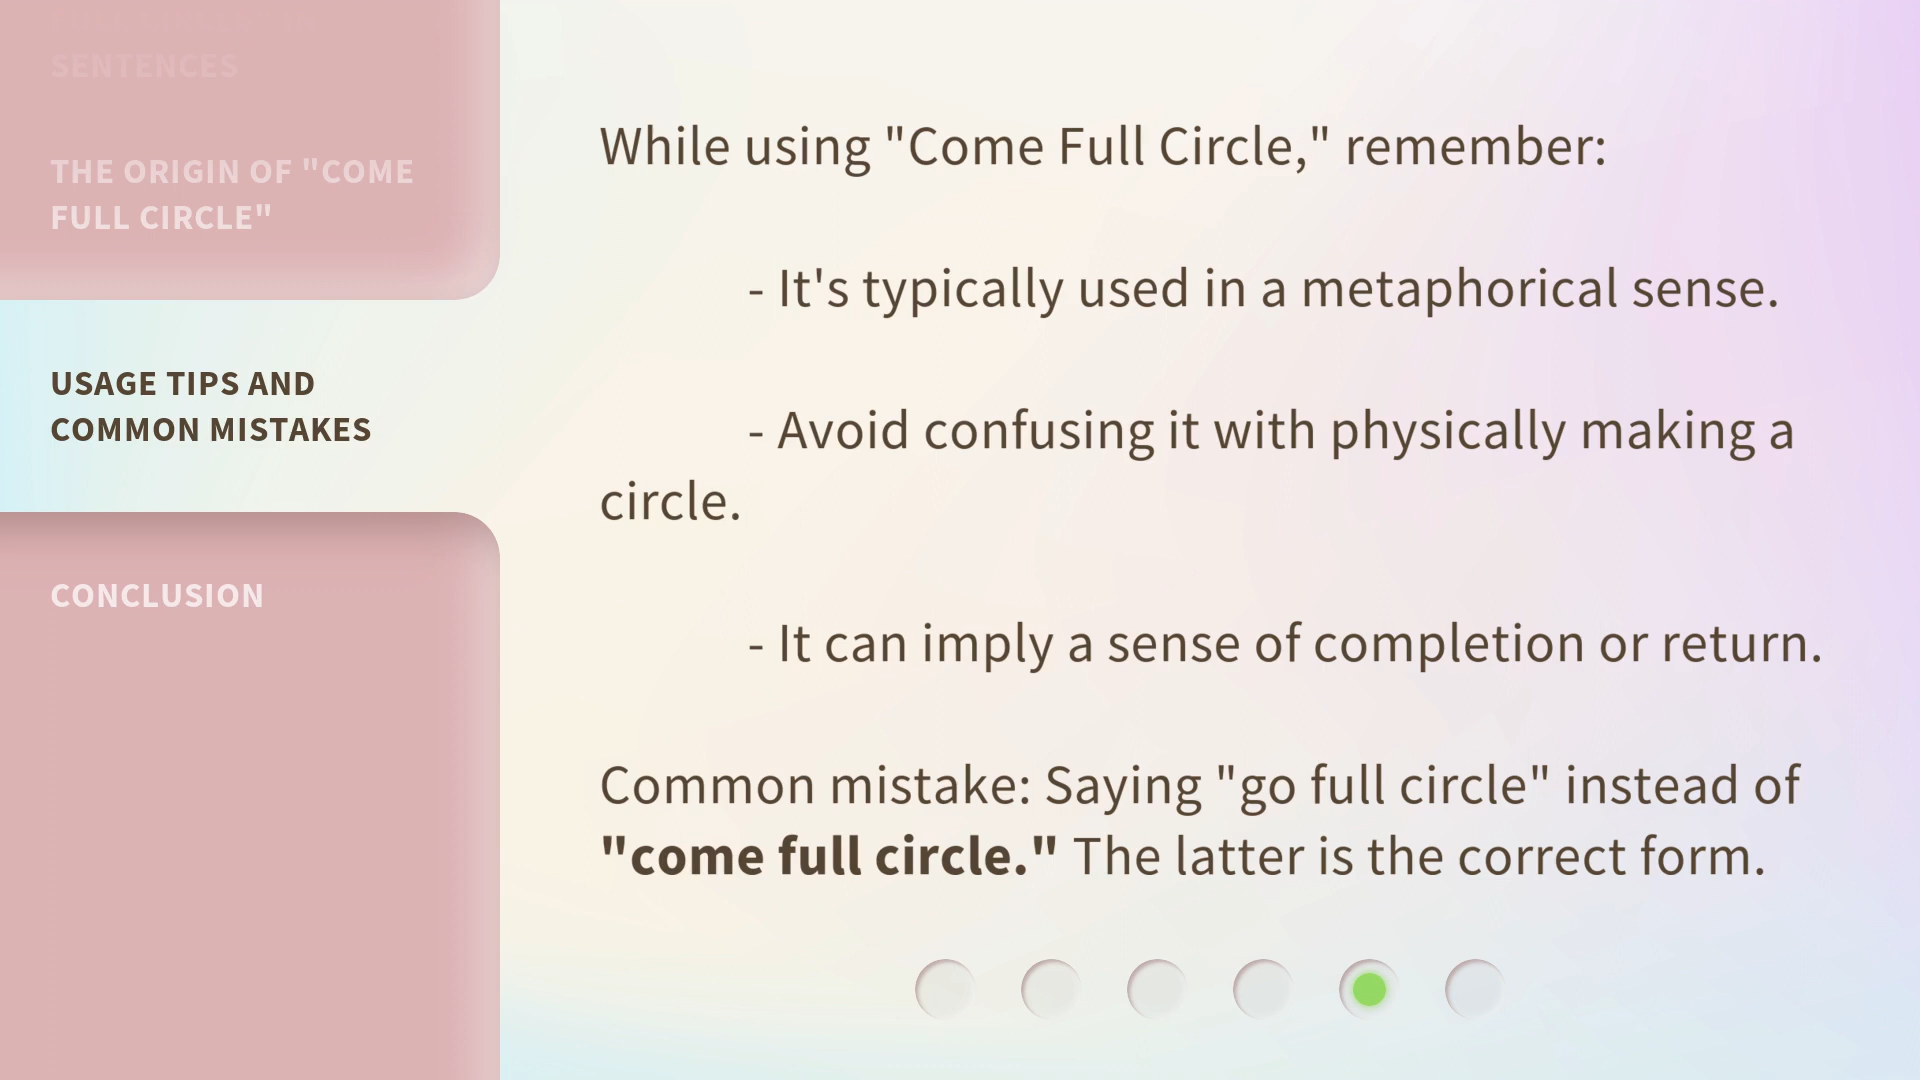 SENTENCES
THE ORIGIN OF "COME
FULL CIRCLE"
USAGE TIPS AND
COMMON MISTAKES
CONCLUSION
While using "Come Full Circle," remember:
- It's typically used in a metaphorical sense.
- Avoid confusing it with physically making a
circle.
- It can imply a sense of completion or return.
Common mistake: Saying "go full circle" instead of
"come full circle." The latter is the correct form.